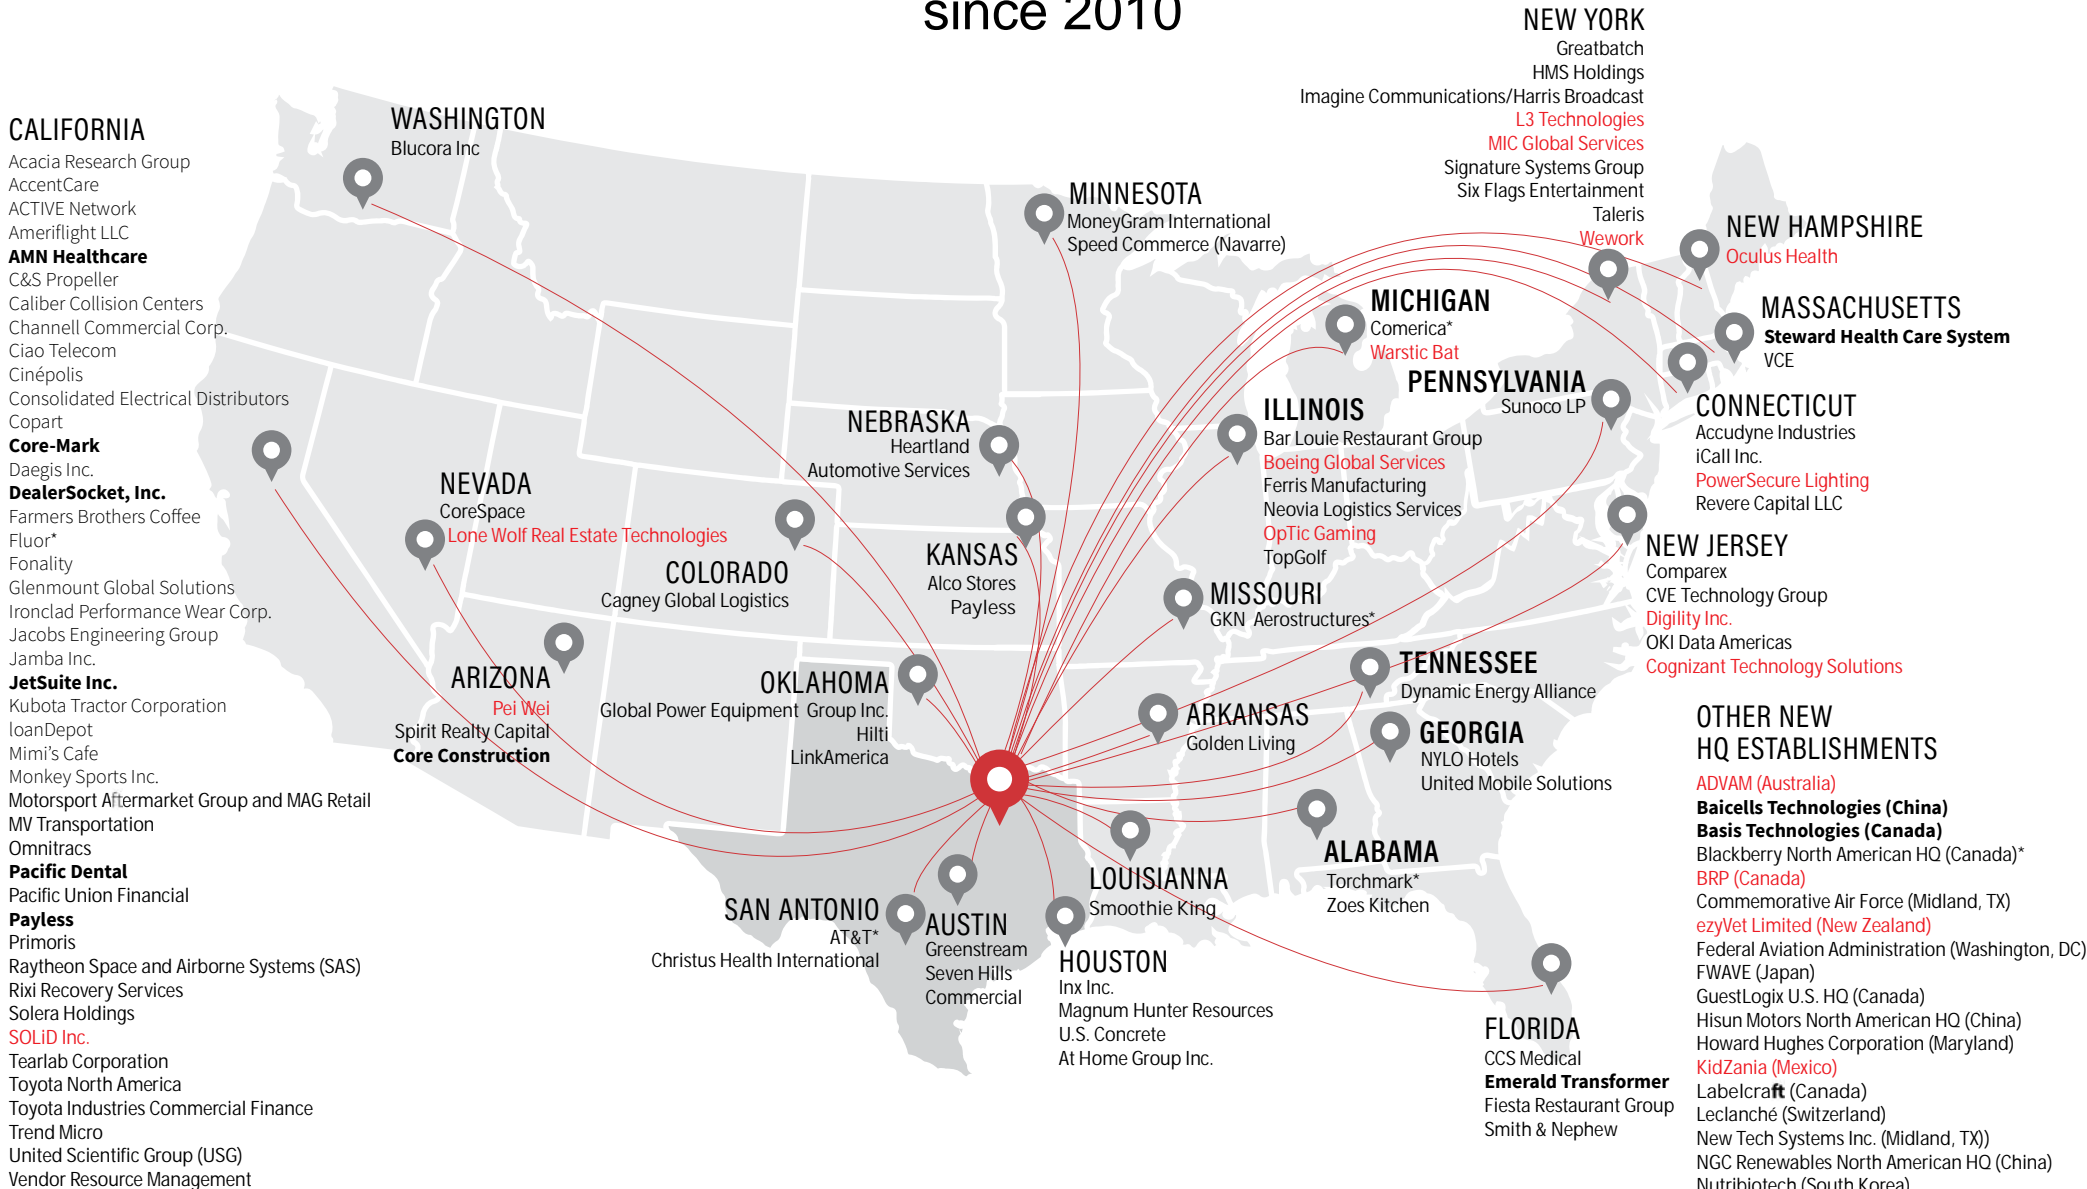 since 2010
CALIFORNIA
Acacia Research Group
AccentCare
ACTIVE Network
Ameriflight LLC
AMN Healthcare
C&S Propeller
Caliber Collision Centers
Channell Commercial Corp.
Ciao Telecom
Cinépolis
Consolidated Electrical Distributors
Copart
Core-Mark
Daegis Inc.
DealerSocket, Inc.
Farmers Brothers Coffee
Fluor*
Fonality
Glenmount Global Solutions
Ironclad Performance Wear Corp.
Jacobs Engineering Group
Jamba Inc.
JetSuite Inc.
Kubota Tractor Corporation
loanDepot
Mimi's Cafe
Monkey Sports Inc.
Motorsport Aftermarket Group and MAG Retail
MV Transportation
Omnitracs
Pacific Dental
Pacific Union Financial
Payless
Primoris
Raytheon Space and Airborne Systems (SAS)
Rixi Recovery Services
Solera Holdings
SOLiD Inc.
Tearlab Corporation
Toyota North America
Toyota Industries Commercial Finance
Trend Micro
United Scientific Group (USG)
Vendor Resource Management
WASHINGTON
Blucora Inc
NEVADA
CoreSpace
Lone Wolf Real Estate Technologies
ARIZONA
Pei Wei
Spirit Realty Capital
Core Construction
COLORADO
Cagney Global Logistics
NEBRASKA
Heartland
Automotive Services
KANSAS
Alco Stores
Payless
OKLAHOMA
Global Power Equipment Group Inc.
Hilti
LinkAmerica
MINNESOTA
MoneyGram International
Speed Commerce (Navarre)
SAN ANTONIO
AT&T*
Christus Health International
AUSTIN
Greenstream
Seven Hills
Commercial
HOUSTON
Inx Inc.
Magnum Hunter Resources
U.S. Concrete
At Home Group Inc.
LOUISIANNA
Smoothie King
ARKANSAS
Golden Living
MISSOURI
GKN Aerostructures*
ILLINOIS
Bar Louie Restaurant Group
Boeing Global Services
Ferris Manufacturing
Neovia Logistics Services
OpTic Gaming
TopGolf
MICHIGAN
Comerica*
Warstic Bat
TENNESSEE
Dynamic Energy Alliance
GEORGIA
NYLO Hotels
United Mobile Solutions
ALABAMA
Torchmark*
Zoes Kitchen
FLORIDA
CCS Medical
Emerald Transformer
Fiesta Restaurant Group
Smith & Nephew
PENNSYLVANIA
Sunoco LP
NEW YORK
Greatbatch
HMS Holdings
Imagine Communications/Harris Broadcast
L3 Technologies
MIC Global Services
Signature Systems Group
Six Flags Entertainment
Taleris
Wework
NEW HAMPSHIRE
Oculus Health
MASSACHUSETTS
Steward Health Care System
VCE
CONNECTICUT
Accudyne Industries
iCall Inc.
PowerSecure Lighting
Revere Capital LLC
NEW JERSEY
Comparex
CVE Technology Group
Digility Inc.
OKI Data Americas
Cognizant Technology Solutions
OTHER NEW
HQ ESTABLISHMENTS
ADVAM (Australia)
Baicells Technologies (China)
Basis Technologies (Canada)
Blackberry North American HQ (Canada)*
BRP (Canada)
Commemorative Air Force (Midland, TX)
ezyVet Limited (New Zealand)
Federal Aviation Administration (Washington, DC)
FWAVE (Japan)
GuestLogix U.S. HQ (Canada)
Hisun Motors North American HQ (China)
Howard Hughes Corporation (Maryland)
KidZania (Mexico)
Labelcraft (Canada)
Leclanché (Switzerland)
New Tech Systems Inc. (Midland, TX))
NGC Renewables North American HQ (China)
Nutribiotech (South Korea)